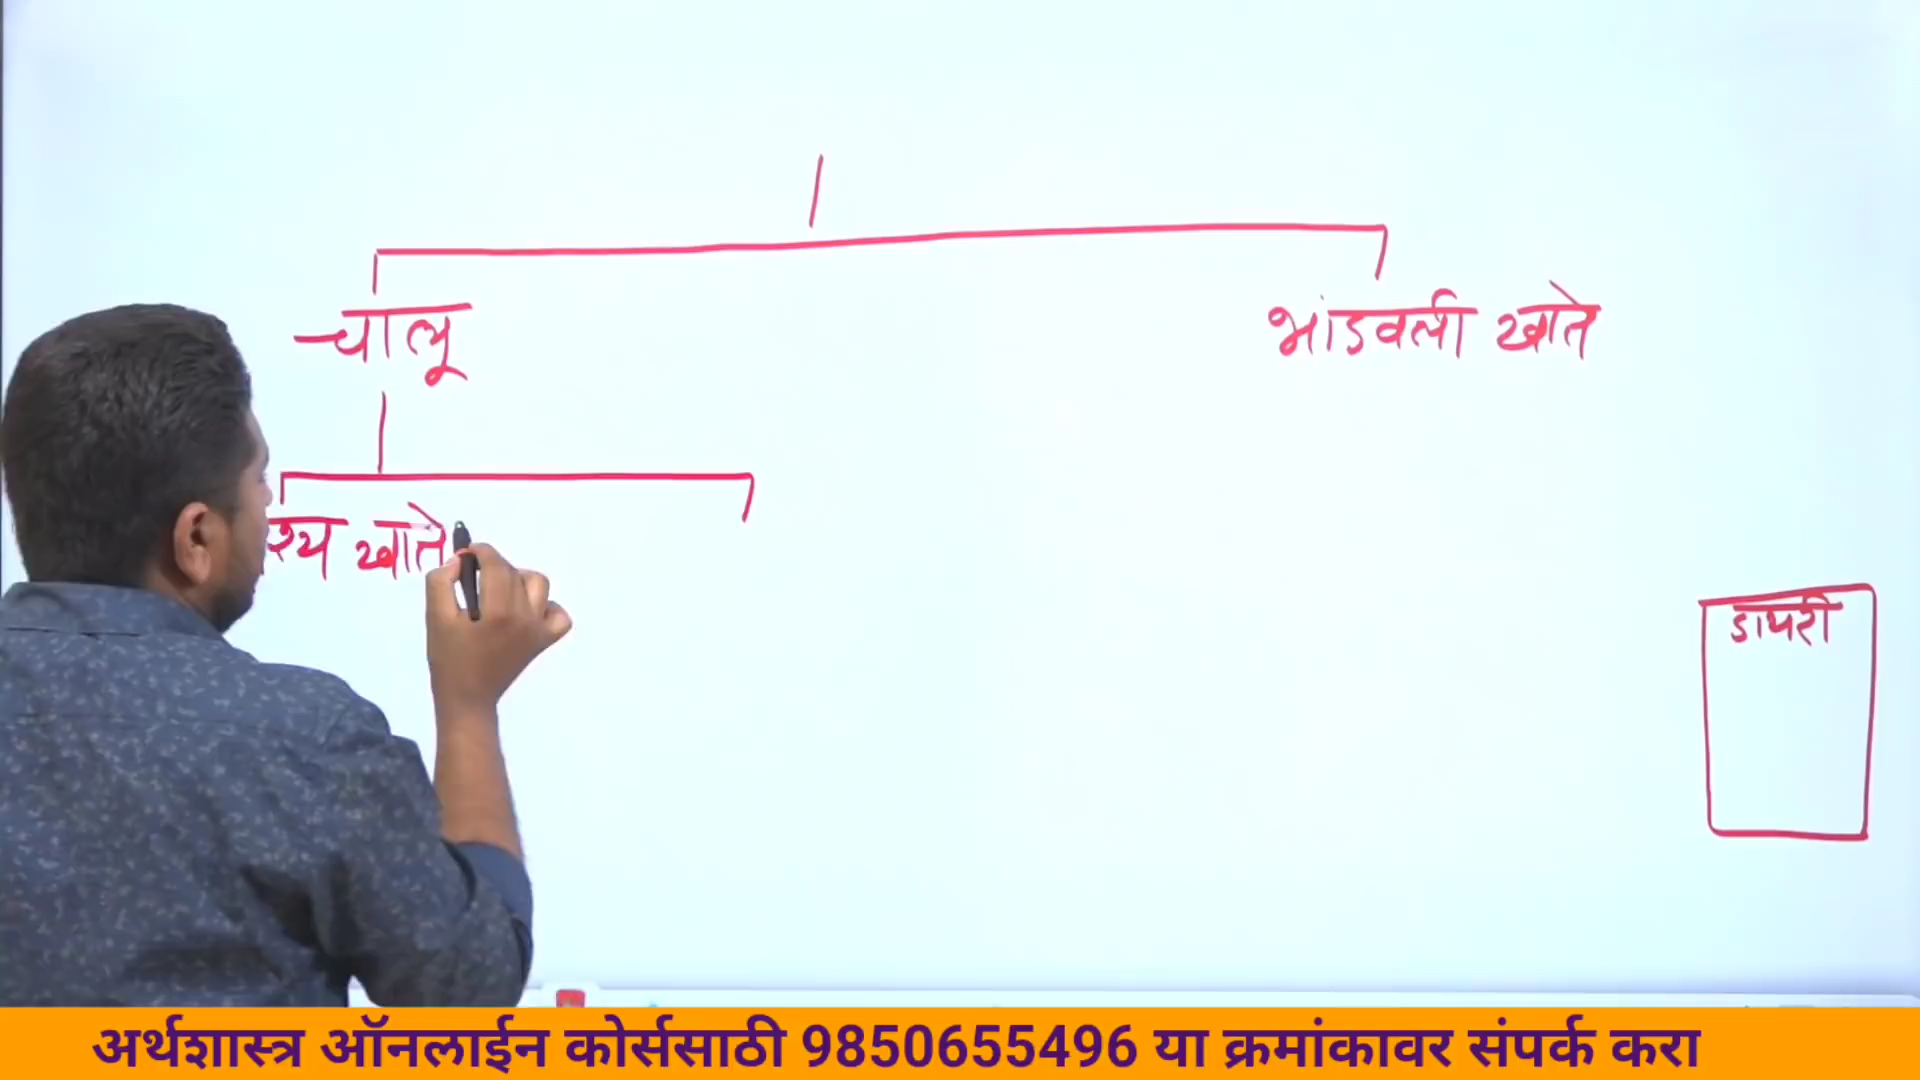 चालू
भांडवली खाते
श्य खाते
डायरी
अर्थशास्त्र ऑनलाईन कोर्ससाठी 9850655496 या क्रमांकावर संपर्क करा